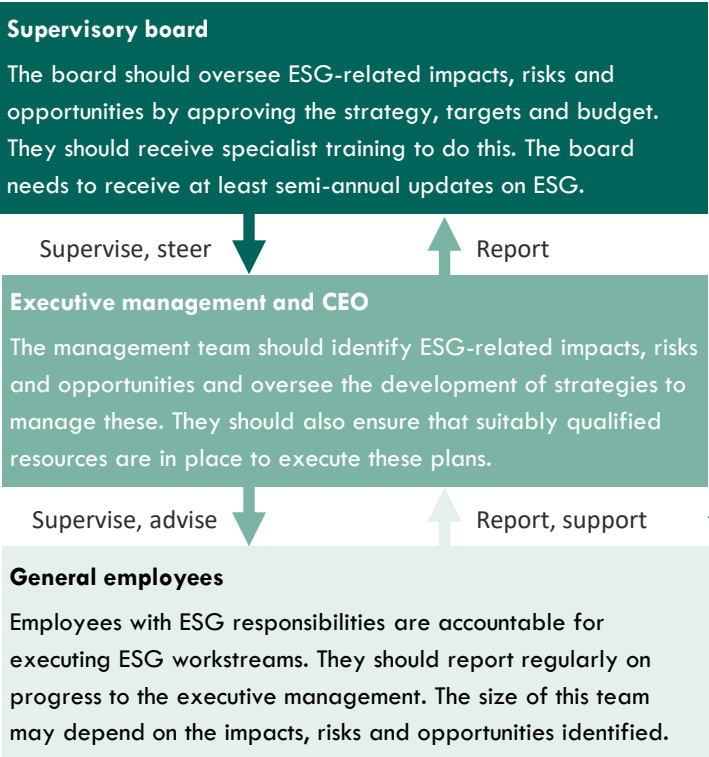 Supervisory board
The board should oversee ESG-related impacts, risks and
opportunities by approving the strategy, targets and budget.
They should receive specialist training to do this. The board
needs to receive at least semi-annual updates on ESG.
Supervise, steer
Report
Executive management and CEO
The management team should identify ESG-related impacts, risks
and opportunities and oversee the development of strategies to
manage these. They should also ensure that suitably qualified
resources are in place to execute these plans.
Supervise, advise
Report, support
General employees
Employees with ESG responsibilities are accountable for
executing ESG workstreams. They should report regularly on
progress to the executive management. The size of this team
may depend on the impacts, risks and opportunities identified.